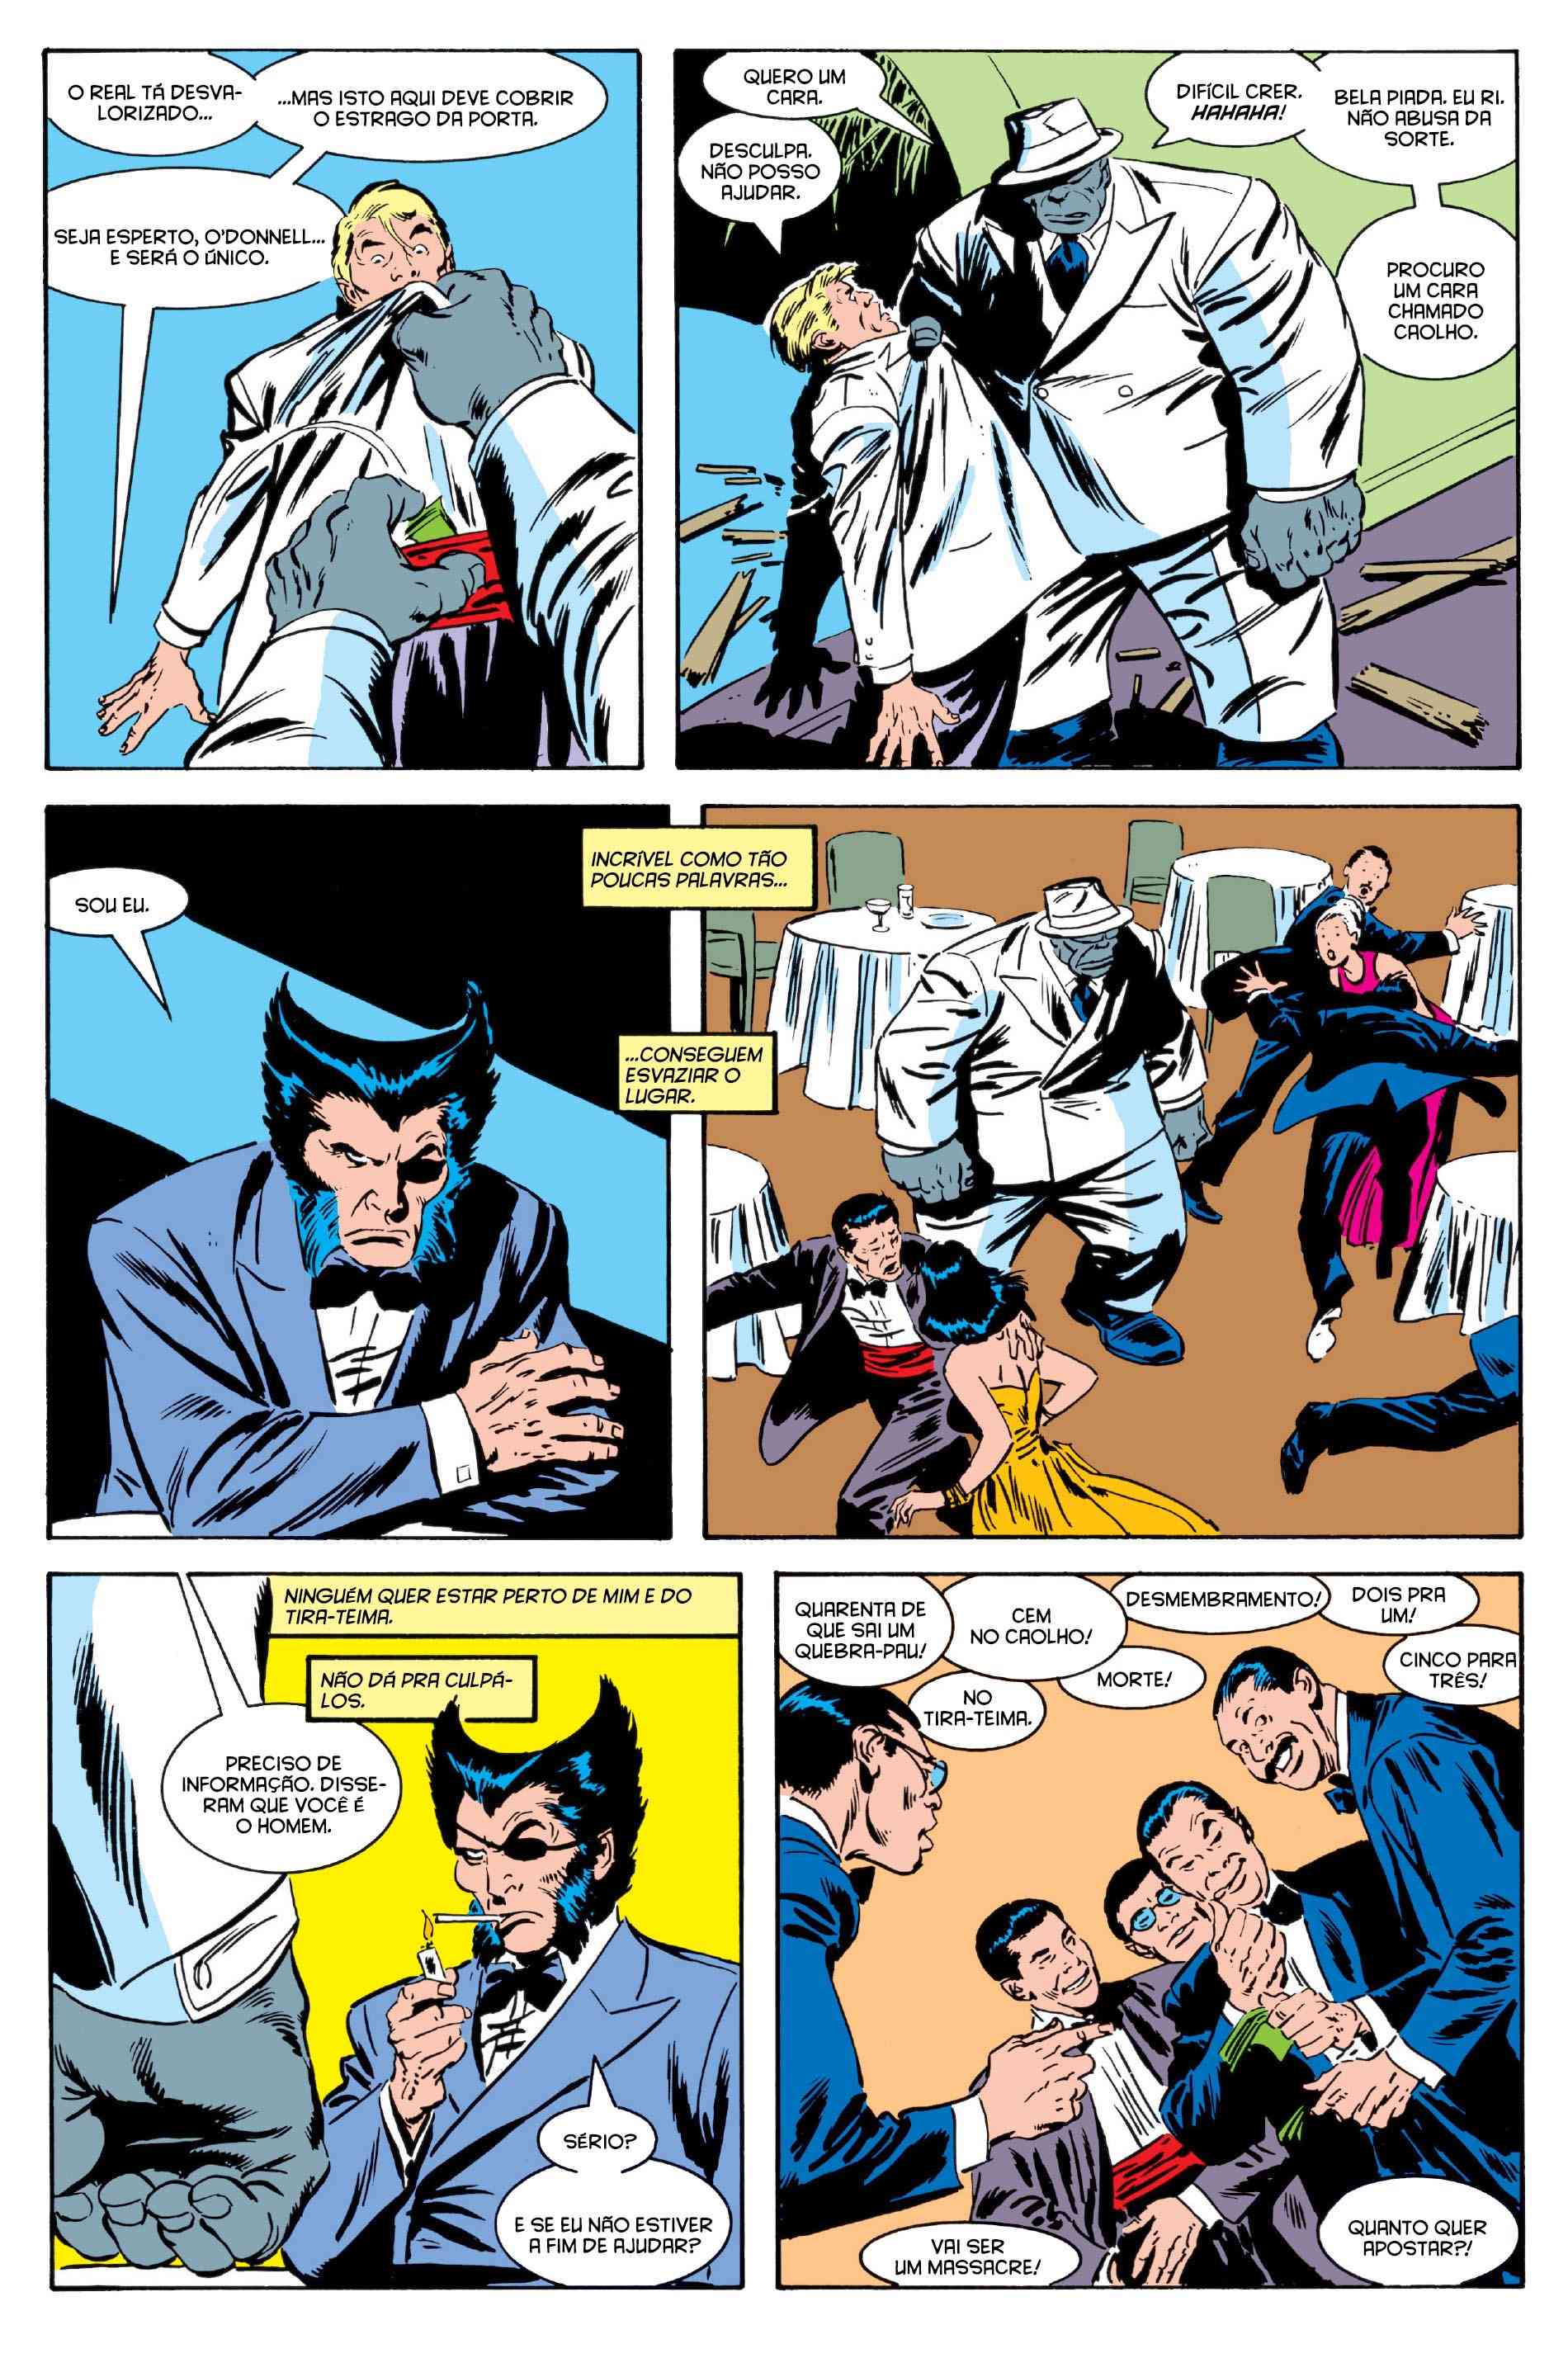 O REAL TÁ DESVA-
LORIZADO...
...MAS ISTO AQUI DEVE COBRIR
O ESTRAGO DA PORTA.
SEJA ESPERTO, O'DONNELL...
E SERÁ O ÚNICO.
QUERO UM
CARA.
DESCULPA.
NÃO POSSO
AJUDAR.
DIFÍCIL CRER.
HAHAHA!
BELA PIADA. EU RI.
NÃO ABUSA DA
SORTE.
PROCURO
UM CARA
CHAMADO
CAOLHO.
SOU EU.
INCRÍVEL COMO TÃO
POUCAS PALAVRAS...
...CONSEGUEM
ESVAZIAR O
LUGAR.
NINGUÉM QUER ESTAR PERTO DE MIM E DO
TIRA-TEIMA.
NÃO DÁ PRA CULPÁ-
LOS.
PRECISO DE
INFORMAÇÃO. DISSE-
RAM QUE VOCÊ É
O HOMEM.
SÉRIO?
E SE EU NÃO ESTIVER
A FIM DE AJUDAR?
QUARENTA DE
QUE SAI UM
QUEBRA-PAU!
CEM
NO CAOLHO!
DESMEMBRAMENTO!
DOIS PRA
UM!
CINCO PARA
TRÊS!
MORTE!
NO
TIRA-TEIMA.
VAI SER
UM MASSACRE!
QUANTO QUER
APOSTAR?!